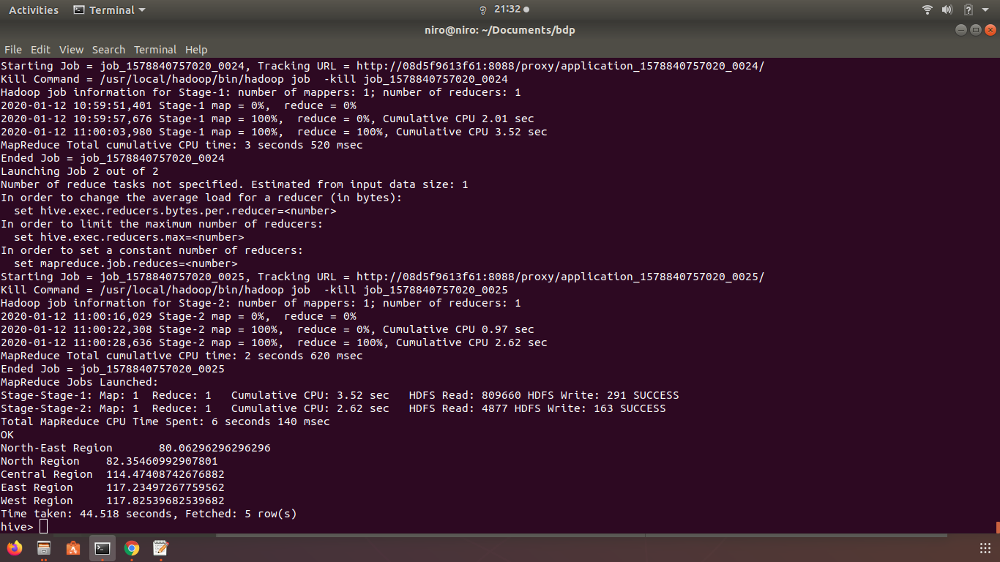 Activities Terminal 21:32
niro@niro: ~/Documents/bdp
File Edit View Search Terminal Help
Starting Job = job_1578840757020_0024, Tracking URL = http://08d5f9613f61:8088/proxy/application_1578840757020_0024/
Kill Command = /usr/local/hadoop/bin/hadoop job  -kill job_1578840757020_0024
Hadoop job information for Stage-1: number of mappers: 1; number of reducers: 1
2020-01-12 10:59:51,401 Stage-1 map = 0%,  reduce = 0%
2020-01-12 10:59:57,676 Stage-1 map = 100%,  reduce = 0%, Cumulative CPU 2.01 sec
2020-01-12 11:00:03,980 Stage-1 map = 100%,  reduce = 100%, Cumulative CPU 3.52 sec
MapReduce Total cumulative CPU time: 3 seconds 520 msec
Ended Job = job_1578840757020_0024
Launching Job 2 out of 2
Number of reduce tasks not specified. Estimated from input data size: 1
In order to change the average load for a reducer (in bytes):
  set hive.exec.reducers.bytes.per.reducer=<number>
In order to limit the maximum number of reducers:
  set hive.exec.reducers.max=<number>
In order to set a constant number of reducers:
  set mapreduce.job.reduces=<number>
Starting Job = job_1578840757020_0025, Tracking URL = http://08d5f9613f61:8088/proxy/application_1578840757020_0025/
Kill Command = /usr/local/hadoop/bin/hadoop job  -kill job_1578840757020_0025
Hadoop job information for Stage-2: number of mappers: 1; number of reducers: 1
2020-01-12 11:00:16,029 Stage-2 map = 0%,  reduce = 0%
2020-01-12 11:00:22,308 Stage-2 map = 100%,  reduce = 0%, Cumulative CPU 0.97 sec
2020-01-12 11:00:28,636 Stage-2 map = 100%,  reduce = 100%, Cumulative CPU 2.62 sec
MapReduce Total cumulative CPU time: 2 seconds 620 msec
Ended Job = job_1578840757020_0025
MapReduce Jobs Launched:
Stage-Stage-1: Map: 1  Reduce: 1   Cumulative CPU: 3.52 sec   HDFS Read: 809660 HDFS Write: 291 SUCCESS
Stage-Stage-2: Map: 1  Reduce: 1   Cumulative CPU: 2.62 sec   HDFS Read: 4877 HDFS Write: 163 SUCCESS
Total MapReduce CPU Time Spent: 6 seconds 140 msec
OK
North-East Region       80.06296296296296
North Region    82.35460992907801
Central Region  114.47408742676882
East Region     117.23497267759562
West Region     117.82539682539682
Time taken: 44.518 seconds, Fetched: 5 row(s)
hive>